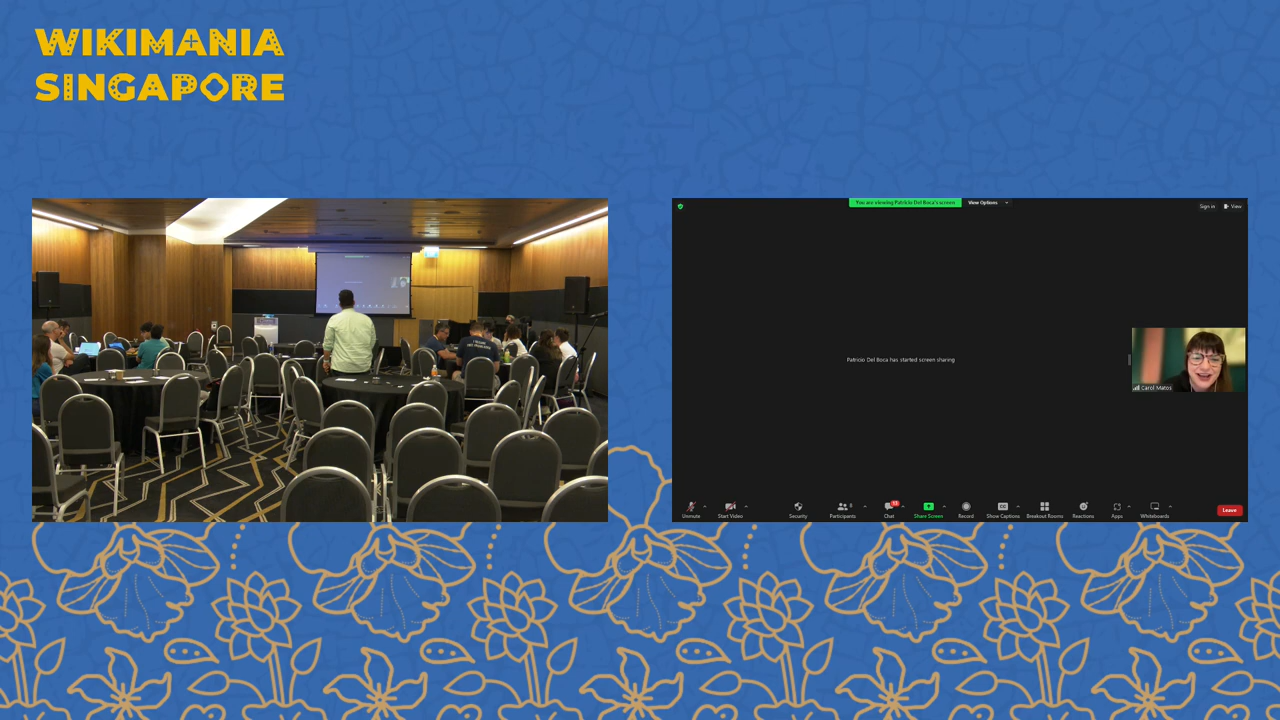 WIKIMANIA
SINGAPORE
You are viewing Patricio Del Boca's screen
View Options
Sign in
View
Patricio Del Boca has started screen sharing
Carol Matos
Unmute
Start Video
Security
Participants
Chat
Share Screen
Record
Show Captions
Breakout Rooms
Reactions
Apps
Whiteboards
Leave